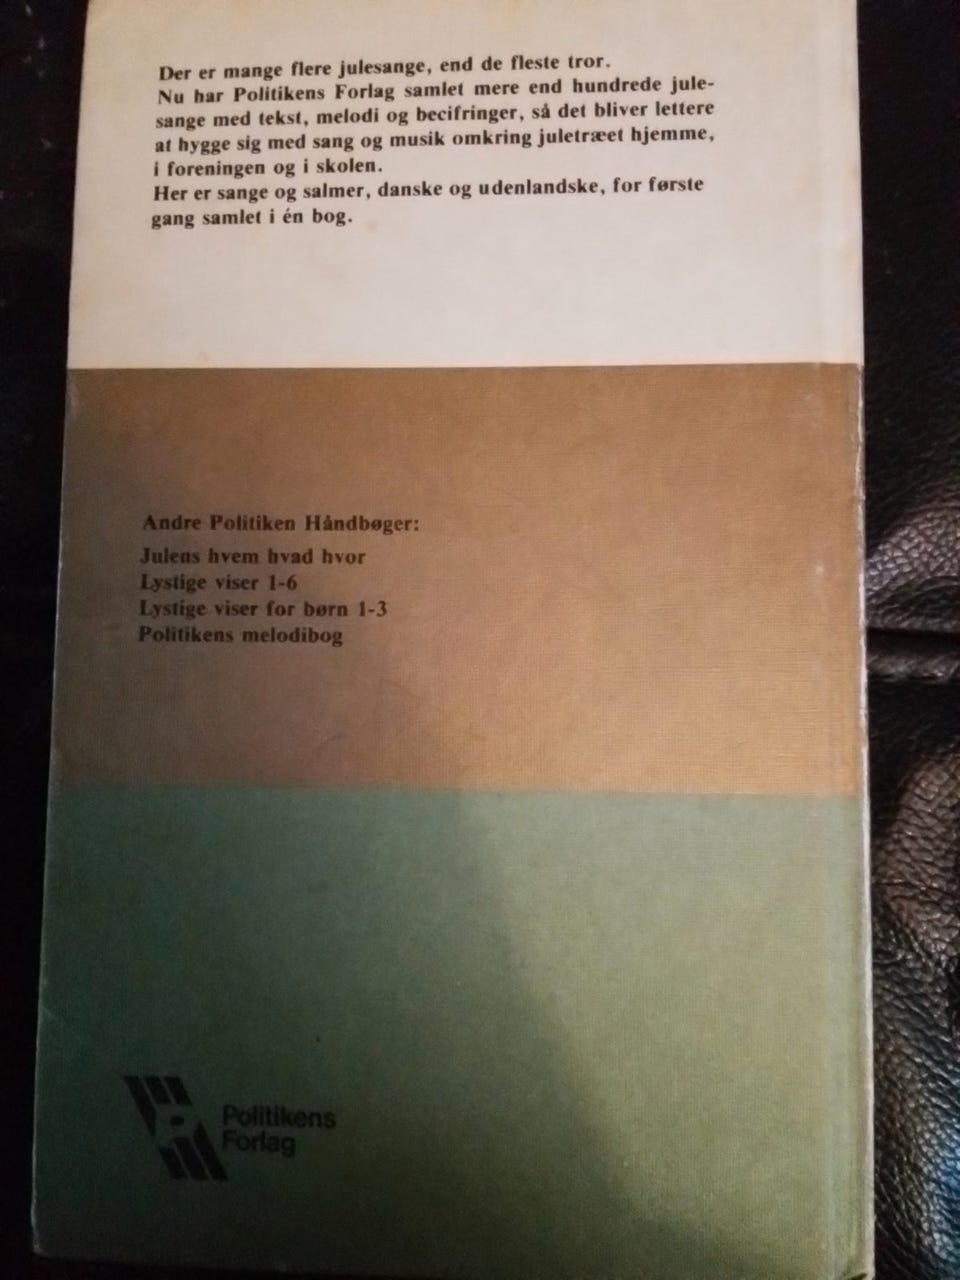 Der er mange flere julesange, end de fleste tror.
Nu har Politikens Forlag samlet mere end hundrede jule-
sange med tekst, melodi og becifringer, så det bliver lettere
at hygge sig med sang og musik omkring juletræet hjemme,
i foreningen og i skolen.
Her er sange og salmer, danske og udenlandske, for første
gang samlet i én bog.
Andre Politiken Håndbøger:
Julens hvem hvad hvor
Lystige viser 1-6
Lystige viser for børn 1-3
Politikens melodibog
Politikens
Forlag